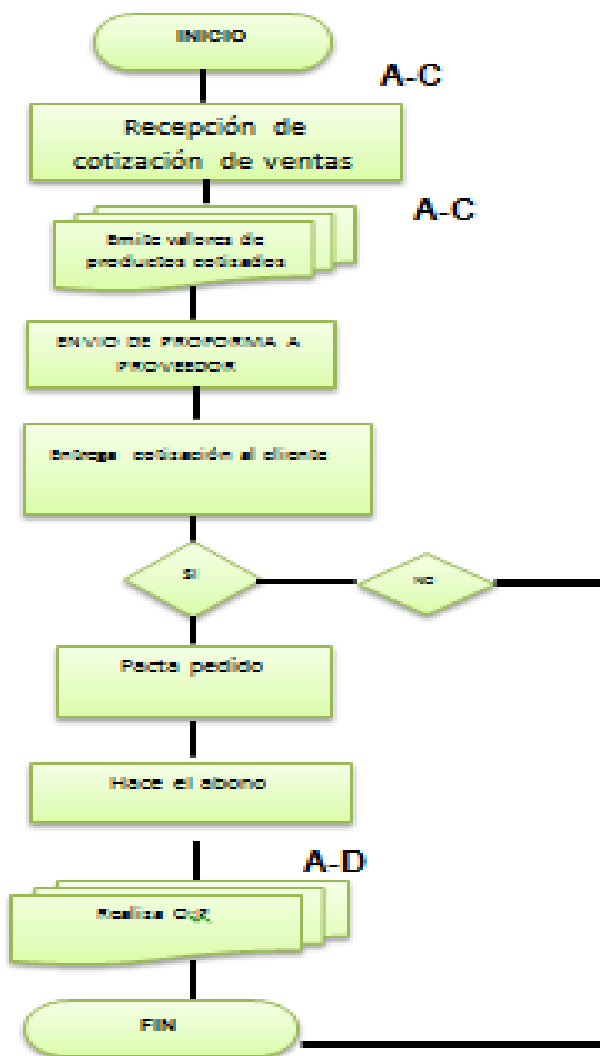 INICIO
A-C
Recepción de
cotización de ventas
A-C
Emite valores de
productos cotizados
ENVIO DE PROFORMA A
PROVEEDOR
Entrega cotización al cliente
SI
NO
Pacta pedido
Hace el abono
A-D
Realiza
FIN